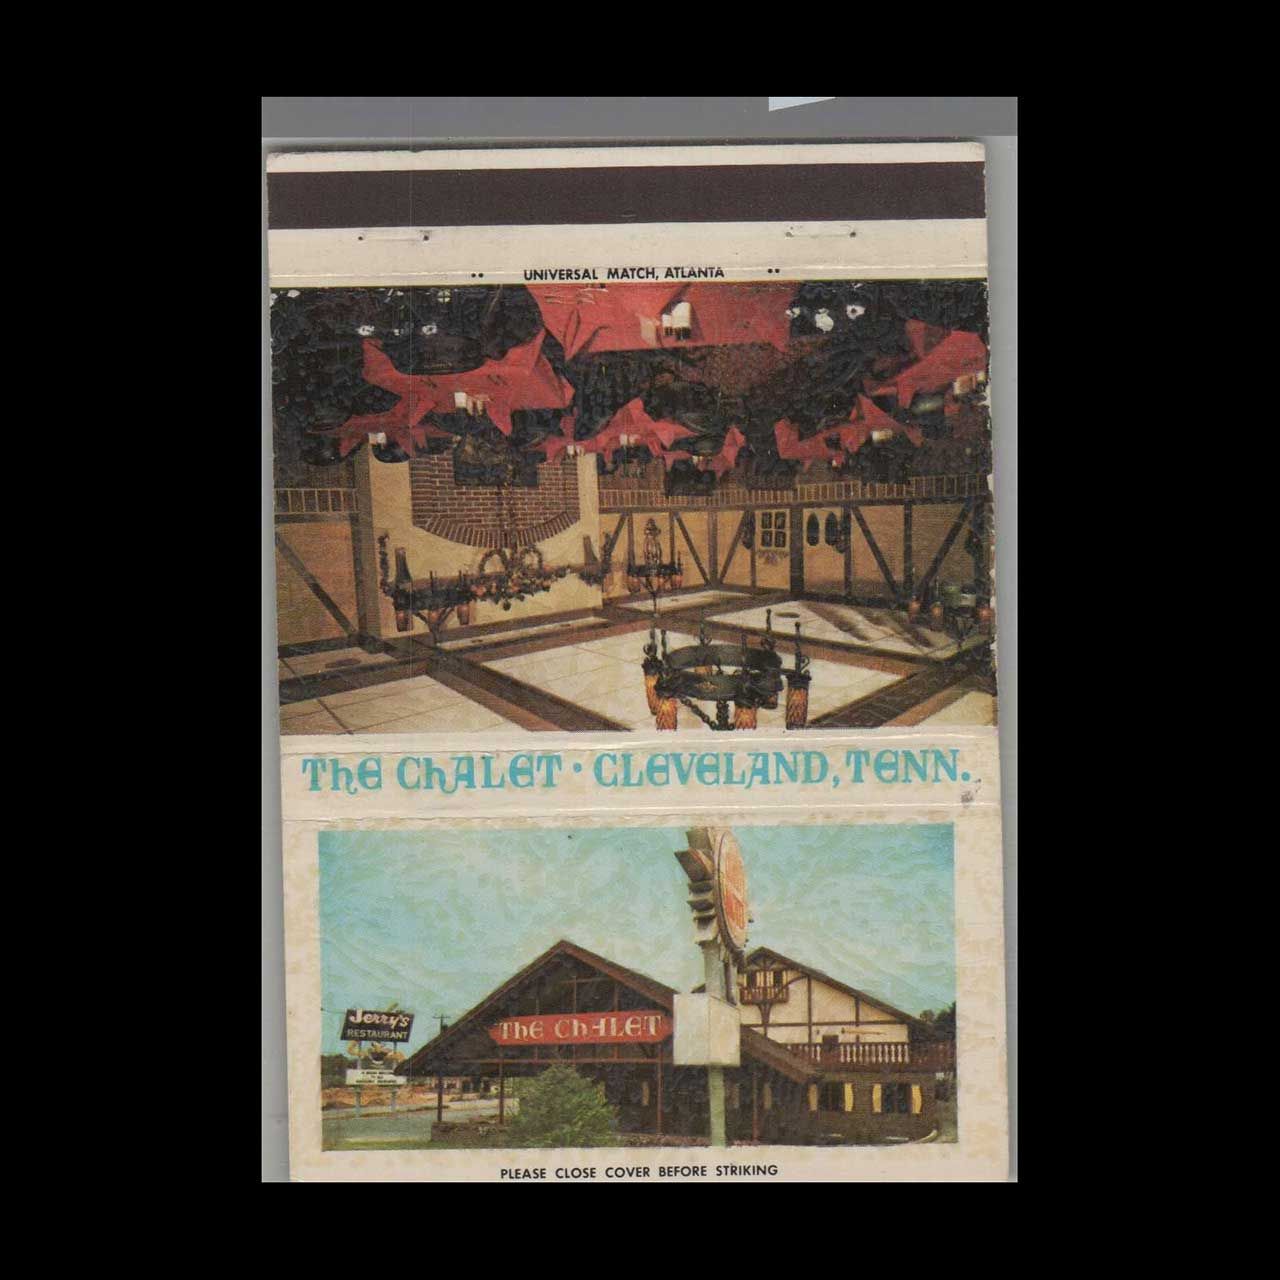 UNIVERSAL MATCH, ATLANTA
THE CHALET · CLEVELAND, TENN.
Jerry's
RESTAURANT
THE CHALET
PLEASE CLOSE COVER BEFORE STRIKING